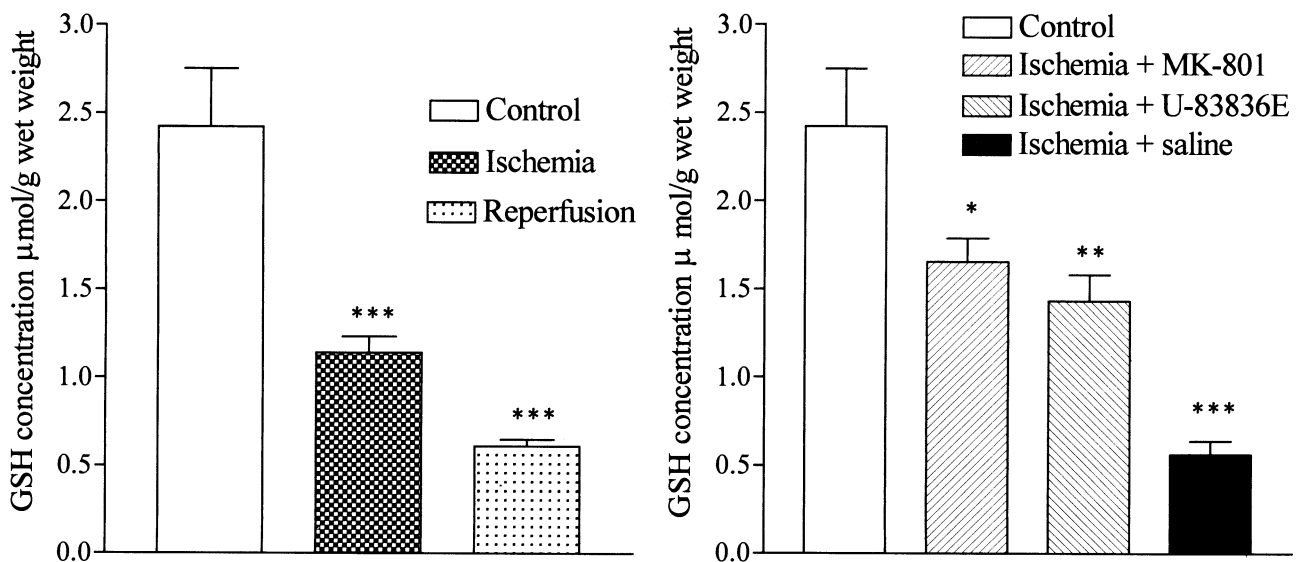 GSH concentration μmol/g wet weight
3.0
2.5
2.0
1.5
1.0
0.5
0.0
Control
Ischemia
Reperfusion
***
***
GSH concentration μ mol/g wet weight
3.0
2.5
2.0
1.5
1.0
0.5
0.0
Control
Ischemia + MK-801
Ischemia + U-83836E
Ischemia + saline
*
**
***